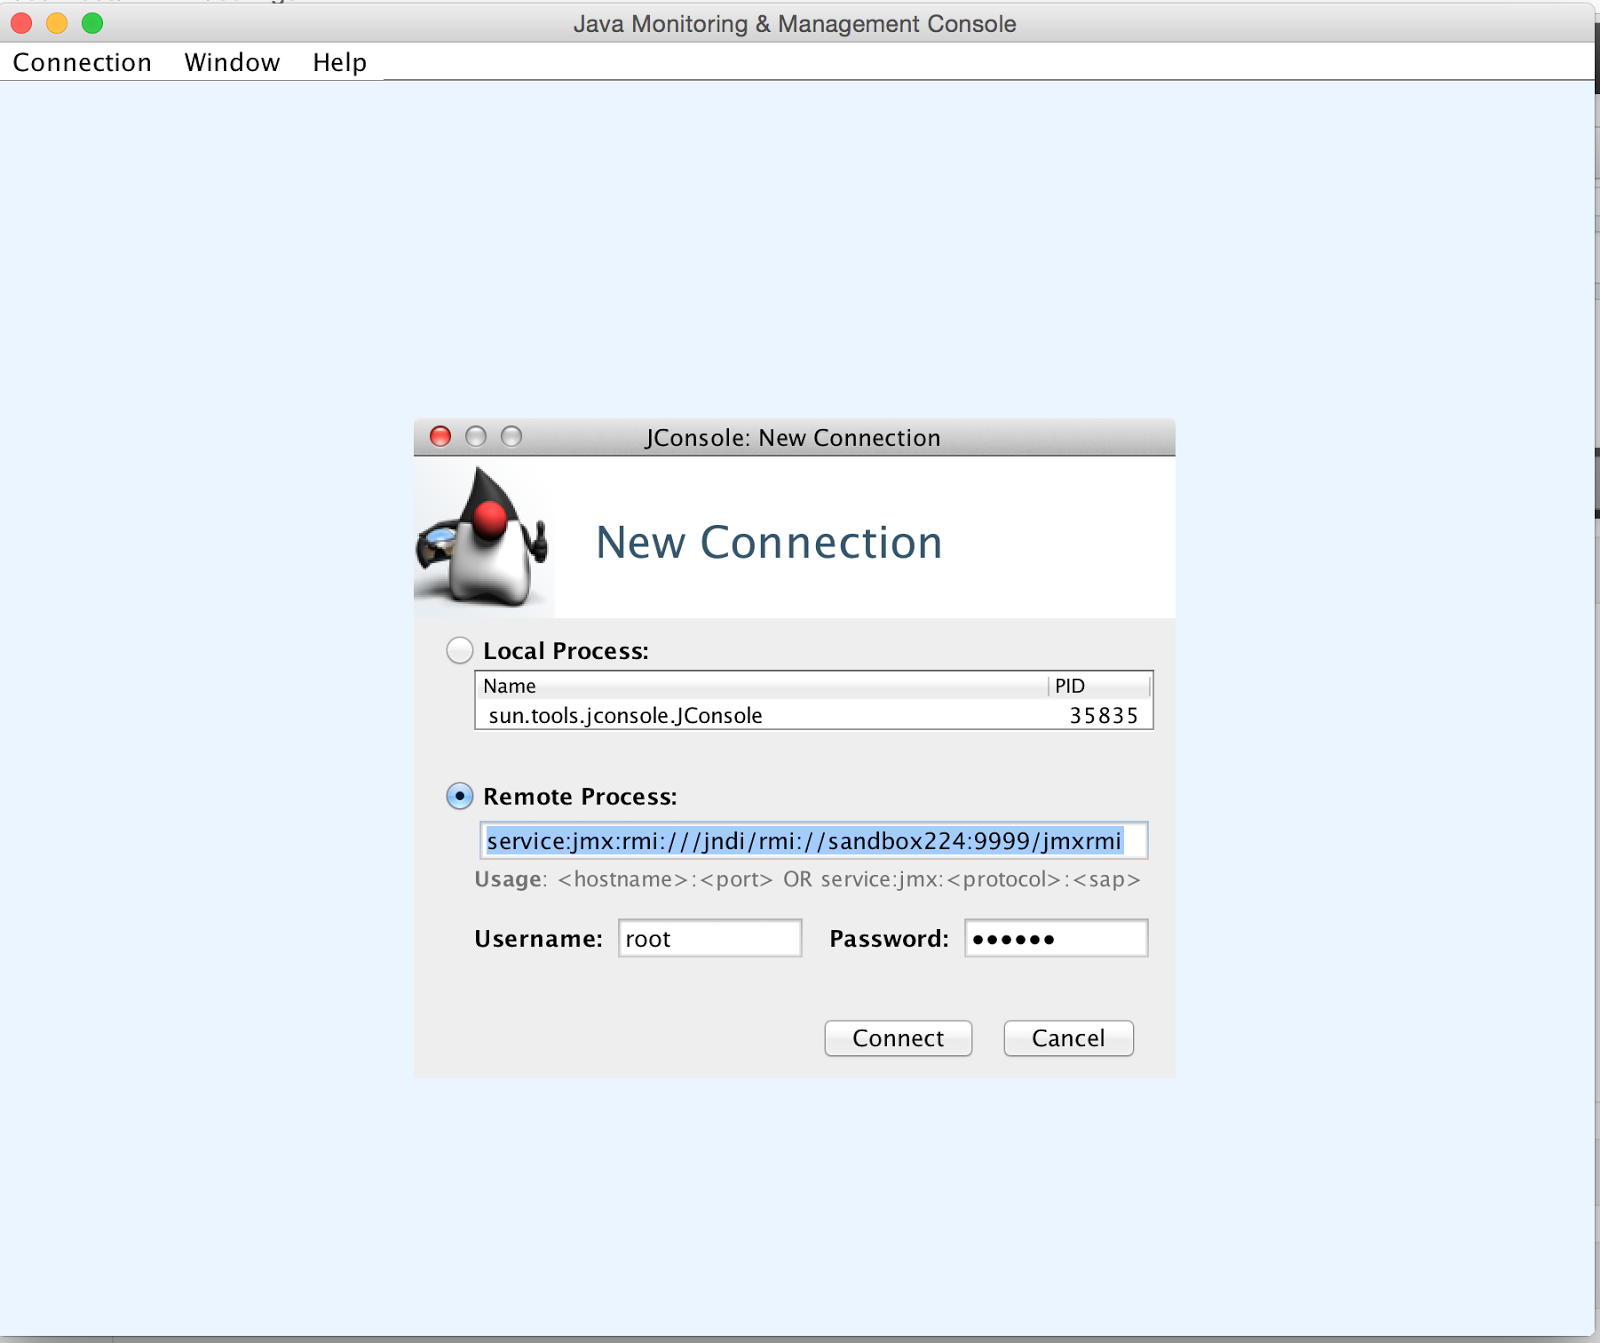 Java Monitoring & Management Console
Connection Window Help
JConsole: New Connection
New Connection
Local Process:
Name PID
sun.tools.jconsole.JConsole 35835
Remote Process:
service:jmx:rmi:///jndi/rmi://sandbox224:9999/jmxrmi
Usage: <hostname>:<port> OR service:jmx:<protocol>:<sap>
Username: root Password: ••••••
Connect Cancel